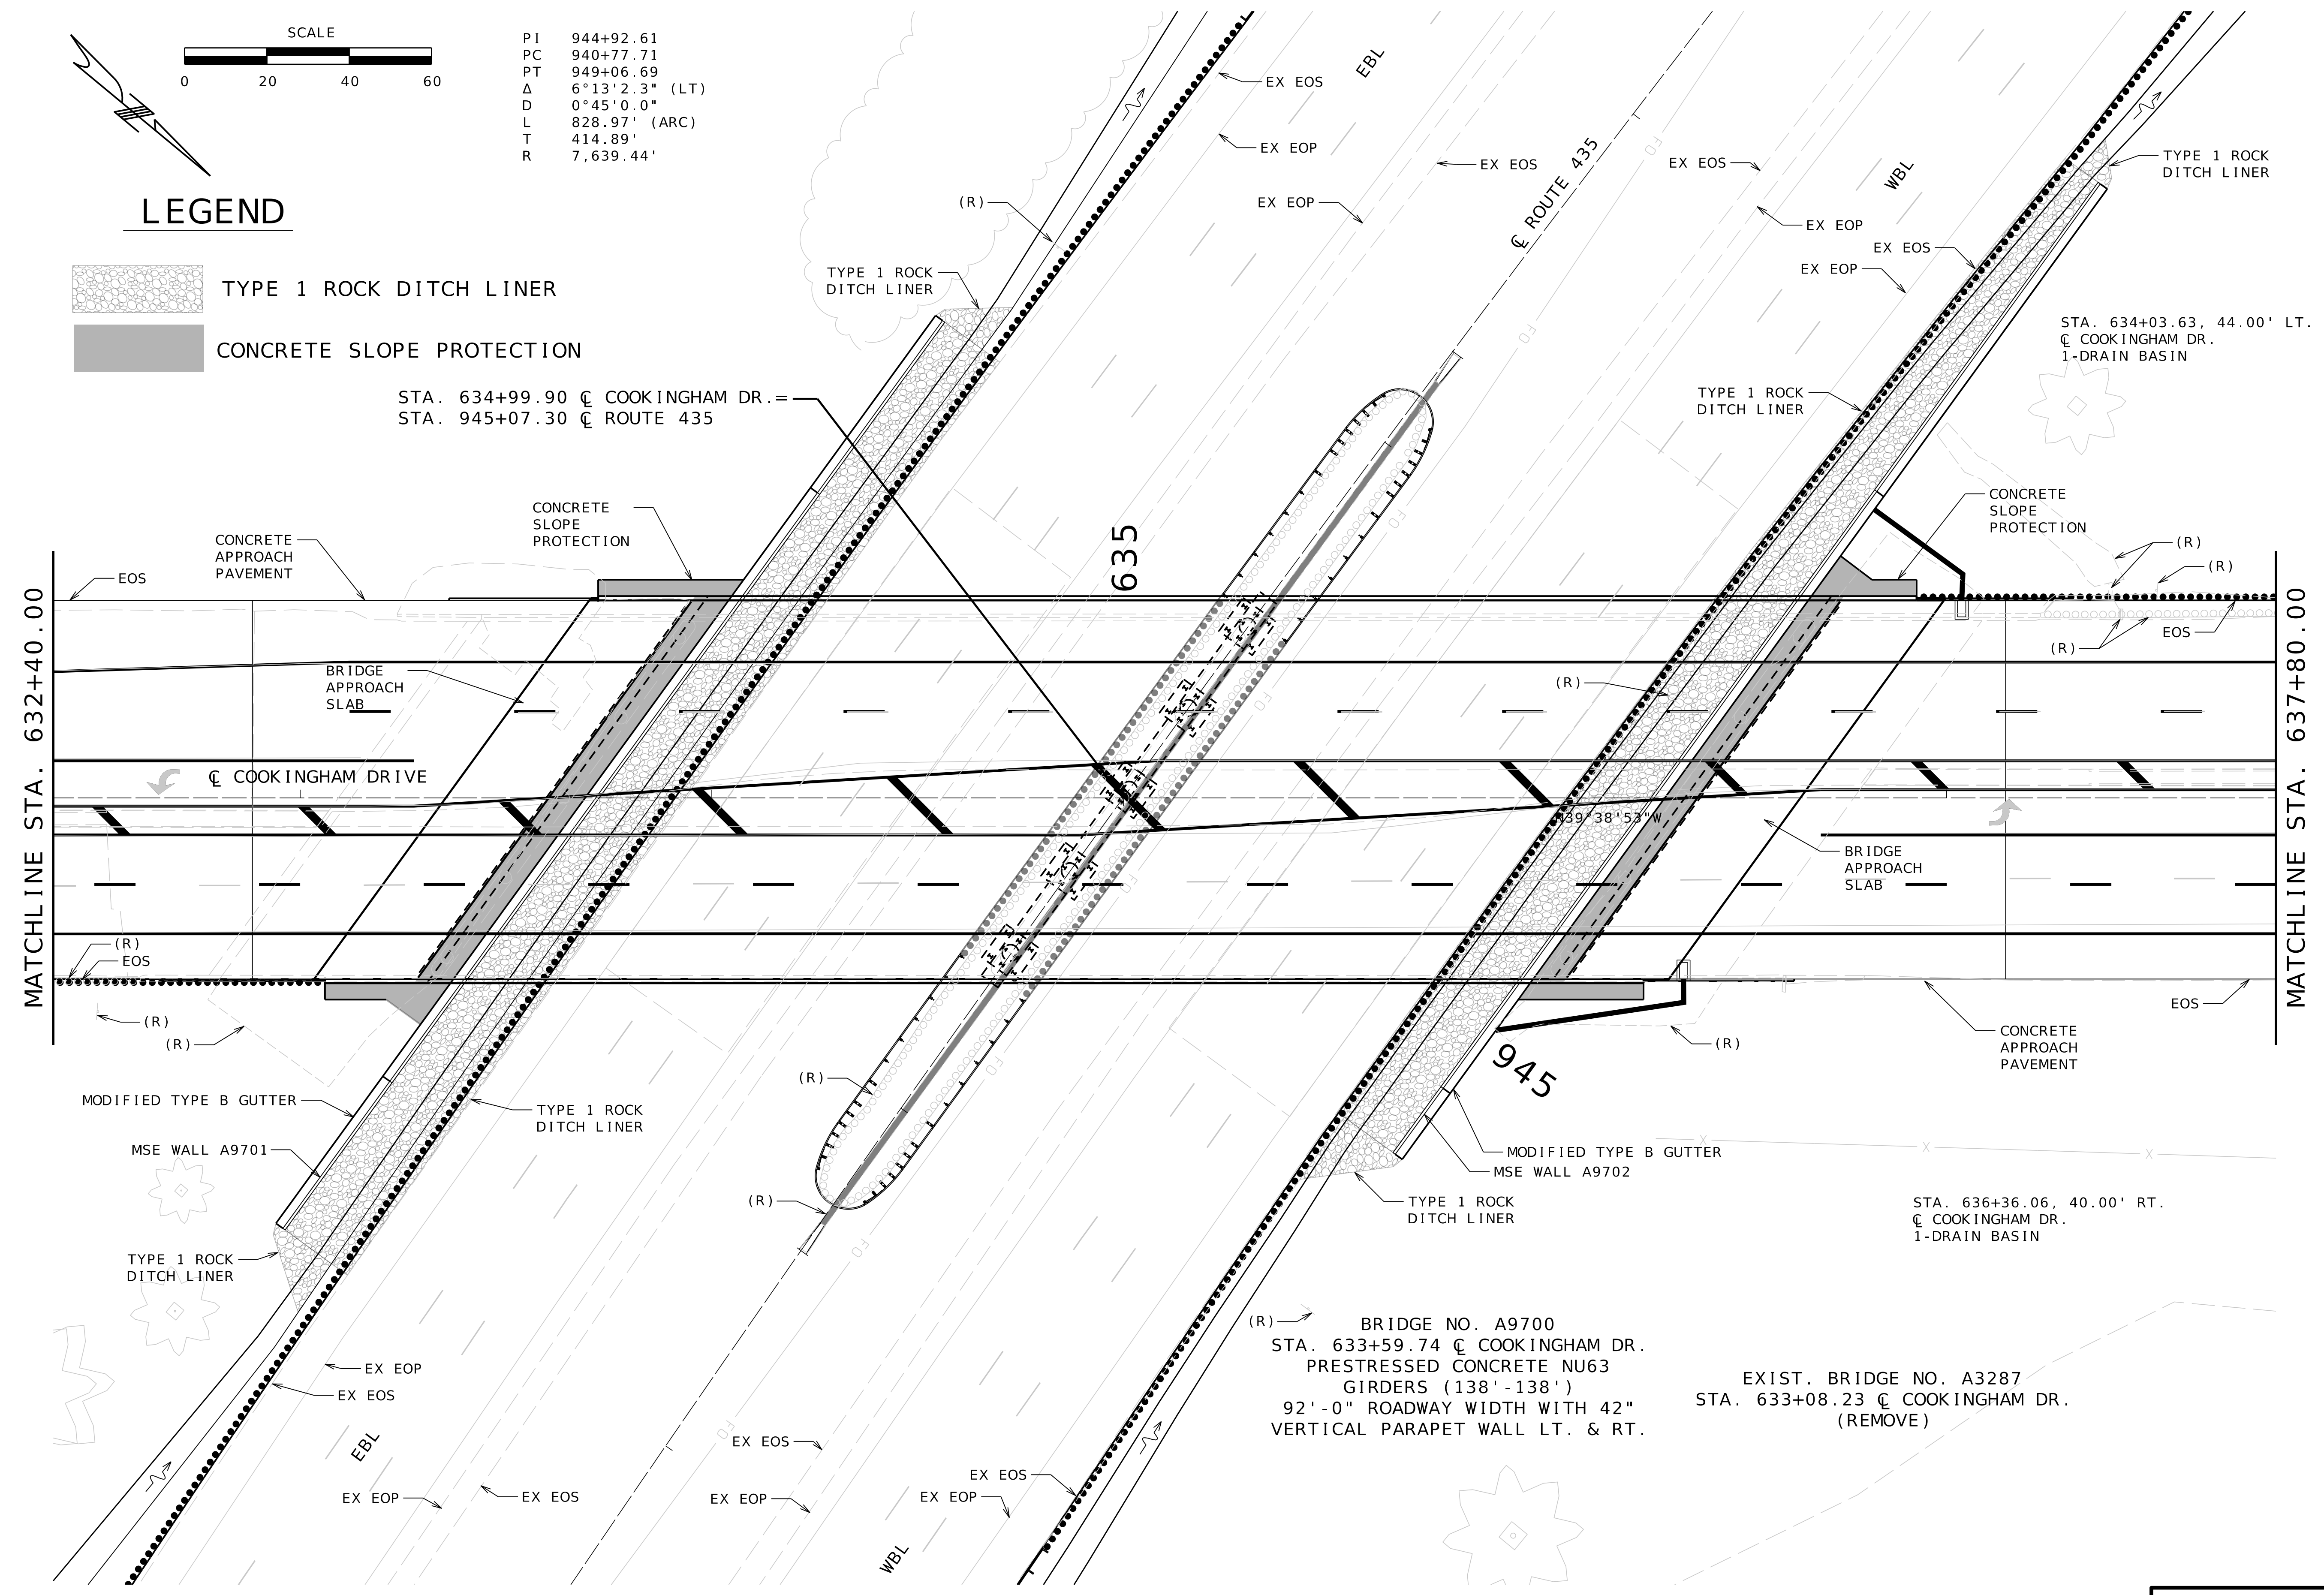 SCALE
0 20 40 60
PI 944+92.61
PC 940+77.71
PT 949+06.69
Δ 6°13'2.3" (LT)
D 0°45'0.0"
L 828.97' (ARC)
T 414.89'
R 7,639.44'
LEGEND
TYPE 1 ROCK DITCH LINER
CONCRETE SLOPE PROTECTION
STA. 634+99.90 ℄ COOKINGHAM DR.=
STA. 945+07.30 ℄ ROUTE 435
EBL
EX EOS
EX EOP
EX EOS
EX EOP
℄ ROUTE 435
FO
EX EOS
WBL
EX EOP
EX EOS
EX EOP
TYPE 1 ROCK
DITCH LINER
(R)
TYPE 1 ROCK
DITCH LINER
FO
STA. 634+03.63, 44.00' LT.
℄ COOKINGHAM DR.
1-DRAIN BASIN
TYPE 1 ROCK
DITCH LINER
CONCRETE
SLOPE
PROTECTION
CONCRETE
SLOPE
PROTECTION
CONCRETE
APPROACH
PAVEMENT
EOS
635
FO
(R)
(R)
EOS
(R)
MATCHLINE STA. 632+40.00
MATCHLINE STA. 637+80.00
BRIDGE
APPROACH
SLAB
(R)
FO
℄ COOKINGHAM DRIVE
N39°38'53"W
BRIDGE
APPROACH
SLAB
FO
(R)
EOS
(R)
(R)
EOS
(R)
CONCRETE
APPROACH
PAVEMENT
945
FO
(R)
MODIFIED TYPE B GUTTER
TYPE 1 ROCK
DITCH LINER
MSE WALL A9701
MODIFIED TYPE B GUTTER
MSE WALL A9702
X X X
(R)
TYPE 1 ROCK
DITCH LINER
STA. 636+36.06, 40.00' RT.
℄ COOKINGHAM DR.
1-DRAIN BASIN
TYPE 1 ROCK
DITCH LINER
FO
(R)
BRIDGE NO. A9700
STA. 633+59.74 ℄ COOKINGHAM DR.
PRESTRESSED CONCRETE NU63
GIRDERS (138'-138')
92'-0" ROADWAY WIDTH WITH 42"
VERTICAL PARAPET WALL LT. & RT.
EXIST. BRIDGE NO. A3287
STA. 633+08.23 ℄ COOKINGHAM DR.
(REMOVE)
EX EOP
EX EOS
EBL
FO
EX EOS
EX EOS
EX EOP
EX EOS
EX EOP
EX EOP
WBL